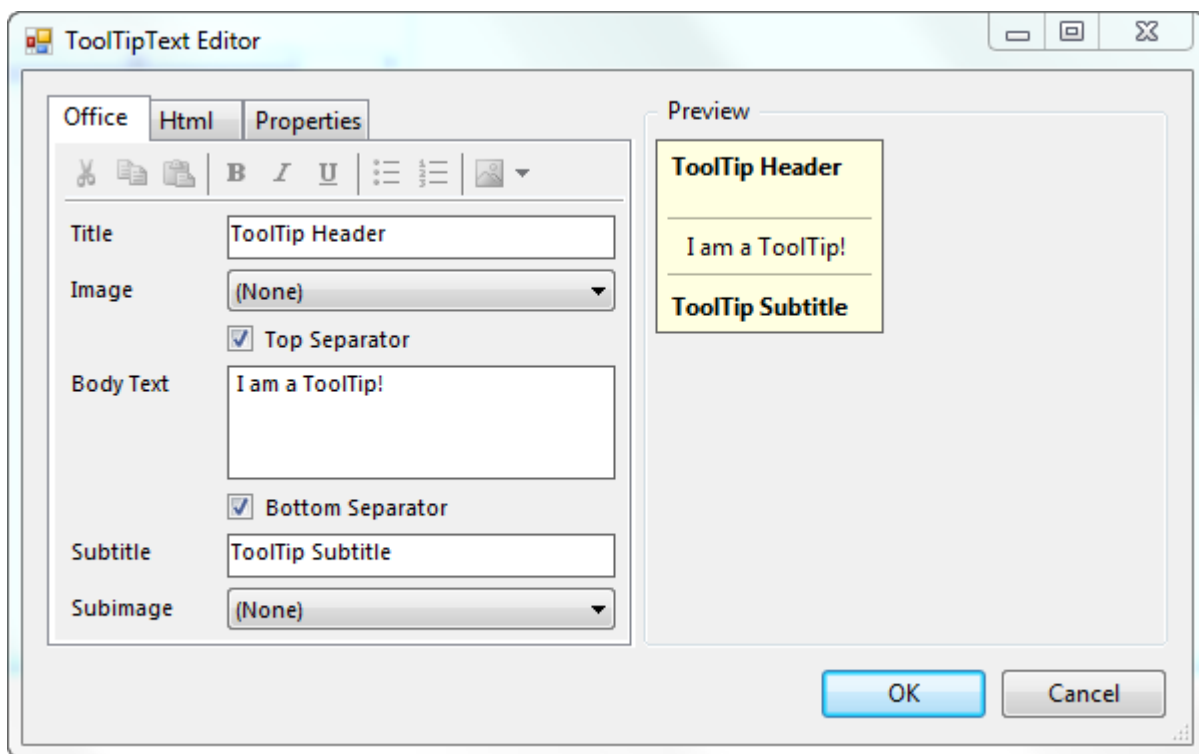 ToolTipText Editor
Office Html Properties
B I U
Title ToolTip Header
Image (None)
Top Separator
Body Text I am a ToolTip!
Bottom Separator
Subtitle ToolTip Subtitle
Subimage (None)
Preview
ToolTip Header
I am a ToolTip!
ToolTip Subtitle
OK Cancel